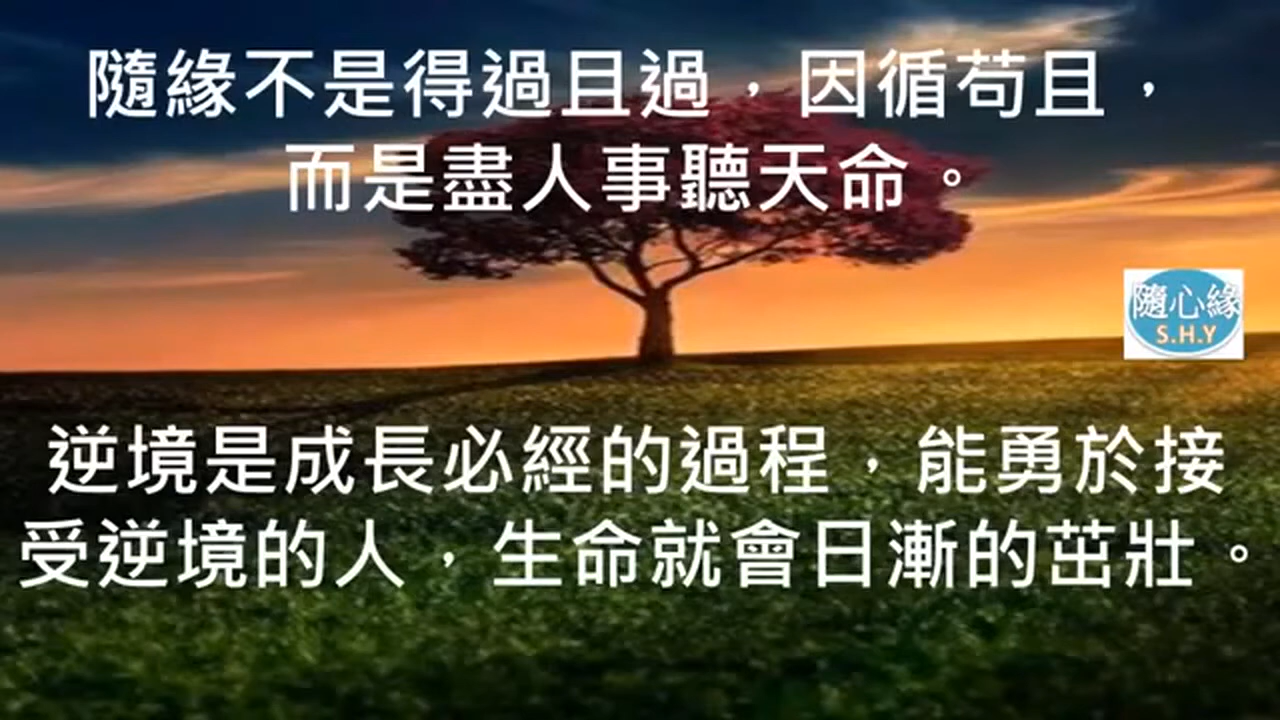 隨緣不是得過且過，因循苟且，
而是盡人事聽天命。
隨心緣
S.H.Y
逆境是成長必經的過程，能勇於接
受逆境的人，生命就會日漸的茁壯。